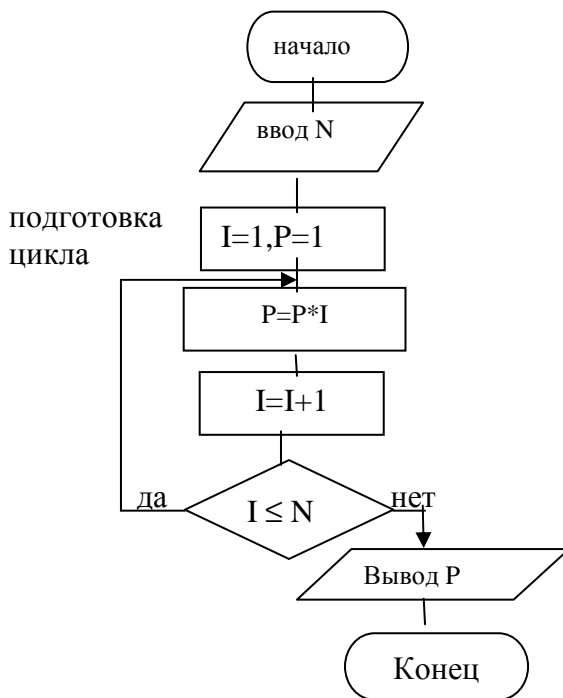 начало
ввод N
подготовка
цикла
I=1,P=1
P=P*I
I=I+1
да
I ≤ N
нет
Вывод P
Конец